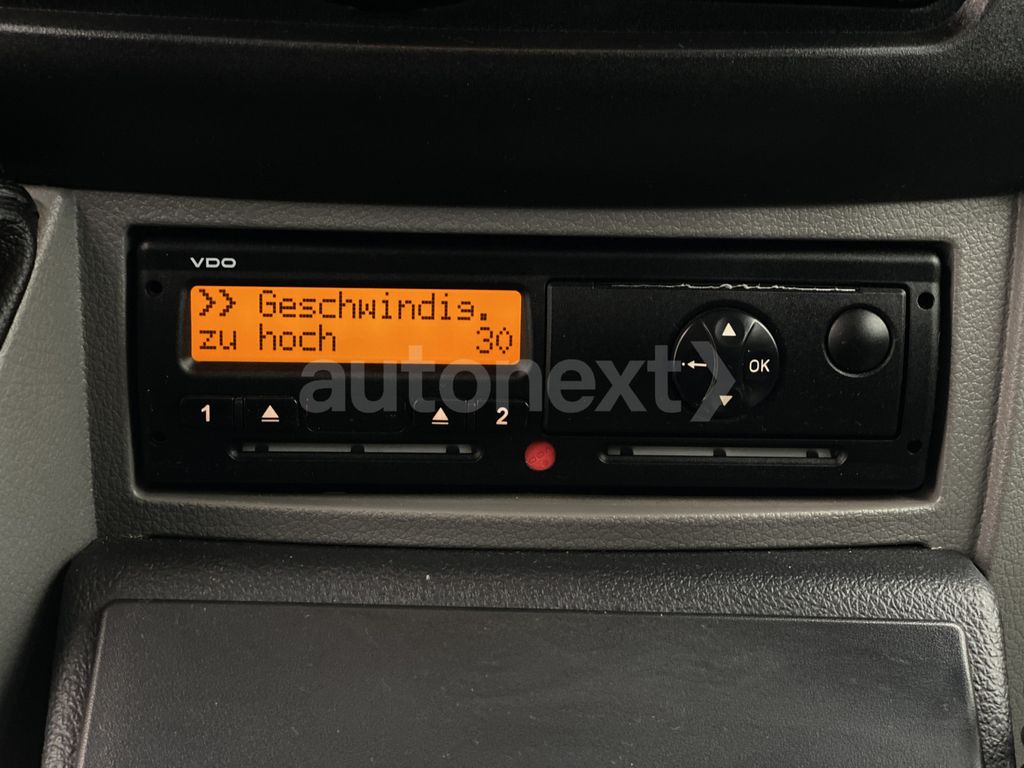 VDO
>> Geschwindig.
zu hoch 30
autonext
OK
1
2